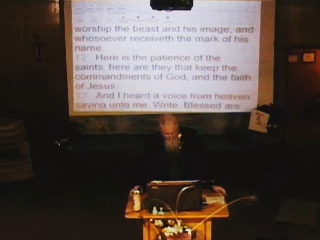 worship the beast and his image, and
whosoever receiveth the mark of his
name.
12 Here is the patience of the
saints: here are they that keep the
commandments of God, and the faith
of Jesus.
13 And I heard a voice from heaven
saying unto me, Write, Blessed are